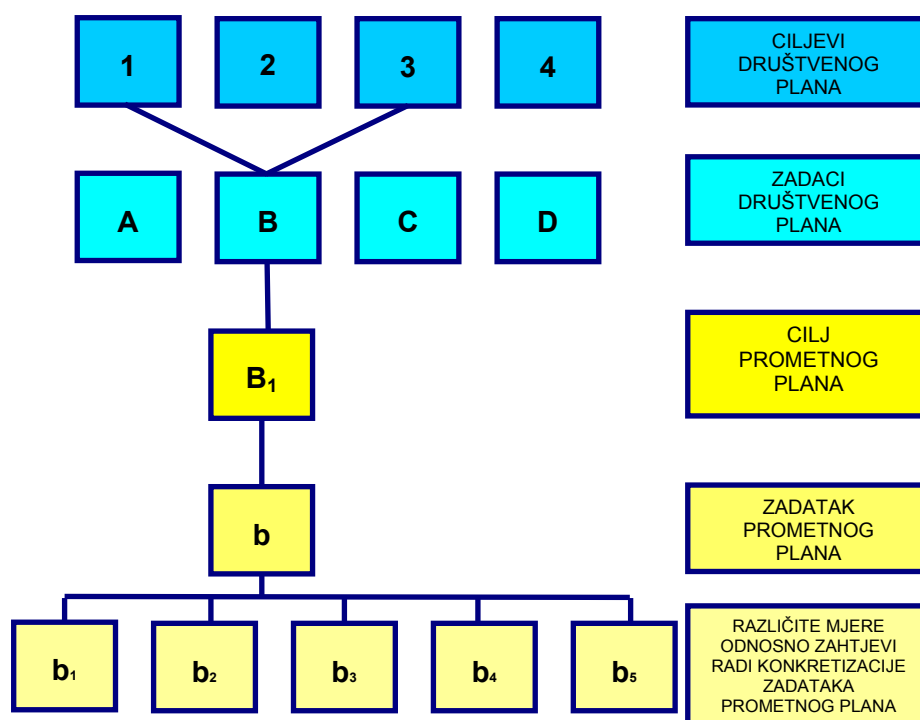 1 2 3 4
CILJEVI
DRUŠTVENOG
PLANA
A B C D
ZADACI
DRUŠTVENOG
PLANA
B₁
CILJ
PROMETNOG
PLANA
b
ZADATAK
PROMETNOG
PLANA
b₁ b₂ b₃ b₄ b₅
RAZLIČITE MJERE
ODNOSNO ZAHTJEVI
RADI KONKRETIZACIJE
ZADATAKA
PROMETNOG PLANA